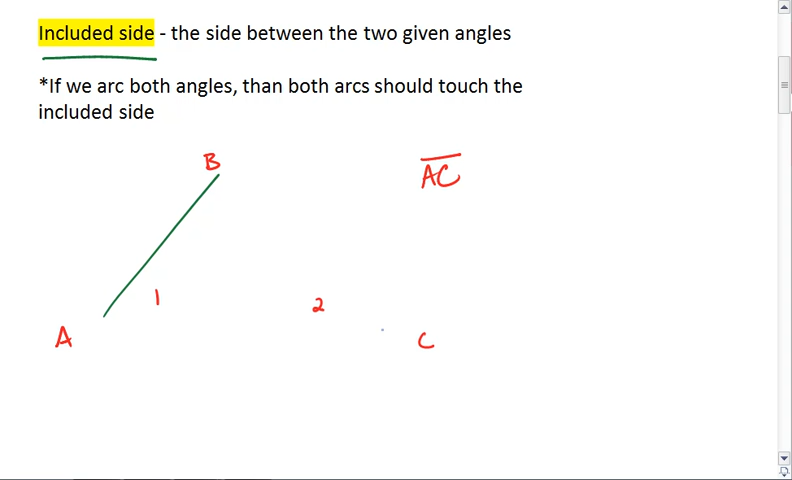 Included side - the side between the two given angles
*If we arc both angles, than both arcs should touch the
included side
B
AC
1
2
A
C